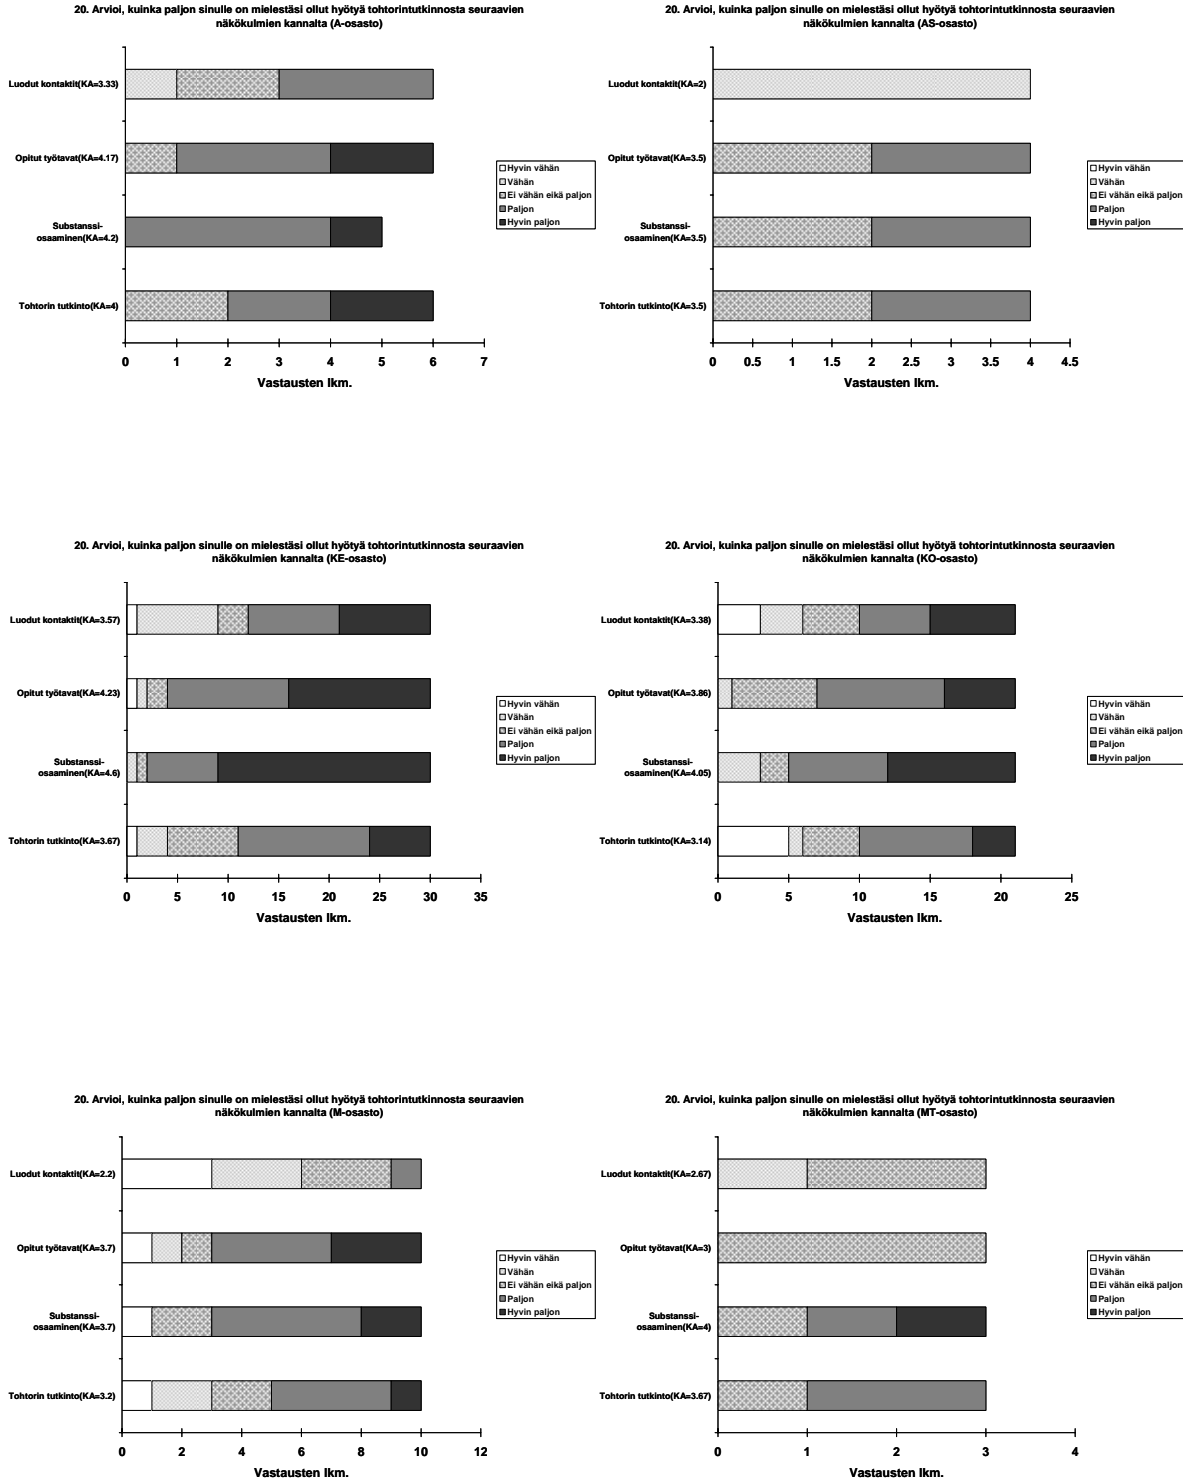 20. Arvioi, kuinka paljon sinulle on mielestäsi ollut hyötyä tohtorintutkinnosta seuraavien
näkökulmien kannalta (A-osasto)
Luodut kontaktit(KA=3.33)
Opitut työtavat(KA=4.17)
Substanssi-
osaaminen(KA=4.2)
Tohtorin tutkinto(KA=4)
0 1 2 3 4 5 6 7
Vastausten lkm.
Hyvin vähän
Vähän
Ei vähän eikä paljon
Paljon
Hyvin paljon
20. Arvioi, kuinka paljon sinulle on mielestäsi ollut hyötyä tohtorintutkinnosta seuraavien
näkökulmien kannalta (AS-osasto)
Luodut kontaktit(KA=2)
Opitut työtavat(KA=3.5)
Substanssi-
osaaminen(KA=3.5)
Tohtorin tutkinto(KA=3.5)
0 0.5 1 1.5 2 2.5 3 3.5 4 4.5
Vastausten lkm.
Hyvin vähän
Vähän
Ei vähän eikä paljon
Paljon
Hyvin paljon
20. Arvioi, kuinka paljon sinulle on mielestäsi ollut hyötyä tohtorintutkinnosta seuraavien
näkökulmien kannalta (KE-osasto)
Luodut kontaktit(KA=3.57)
Opitut työtavat(KA=4.23)
Substanssi-
osaaminen(KA=4.6)
Tohtorin tutkinto(KA=3.67)
0 5 10 15 20 25 30 35
Vastausten lkm.
Hyvin vähän
Vähän
Ei vähän eikä paljon
Paljon
Hyvin paljon
20. Arvioi, kuinka paljon sinulle on mielestäsi ollut hyötyä tohtorintutkinnosta seuraavien
näkökulmien kannalta (KO-osasto)
Luodut kontaktit(KA=3.38)
Opitut työtavat(KA=3.86)
Substanssi-
osaaminen(KA=4.05)
Tohtorin tutkinto(KA=3.14)
0 5 10 15 20 25
Vastausten lkm.
Hyvin vähän
Vähän
Ei vähän eikä paljon
Paljon
Hyvin paljon
20. Arvioi, kuinka paljon sinulle on mielestäsi ollut hyötyä tohtorintutkinnosta seuraavien
näkökulmien kannalta (M-osasto)
Luodut kontaktit(KA=2.2)
Opitut työtavat(KA=3.7)
Substanssi-
osaaminen(KA=3.7)
Tohtorin tutkinto(KA=3.2)
0 2 4 6 8 10 12
Vastausten lkm.
Hyvin vähän
Vähän
Ei vähän eikä paljon
Paljon
Hyvin paljon
20. Arvioi, kuinka paljon sinulle on mielestäsi ollut hyötyä tohtorintutkinnosta seuraavien
näkökulmien kannalta (MT-osasto)
Luodut kontaktit(KA=2.67)
Opitut työtavat(KA=3)
Substanssi-
osaaminen(KA=4)
Tohtorin tutkinto(KA=3.67)
0 1 2 3 4
Vastausten lkm.
Hyvin vähän
Vähän
Ei vähän eikä paljon
Paljon
Hyvin paljon